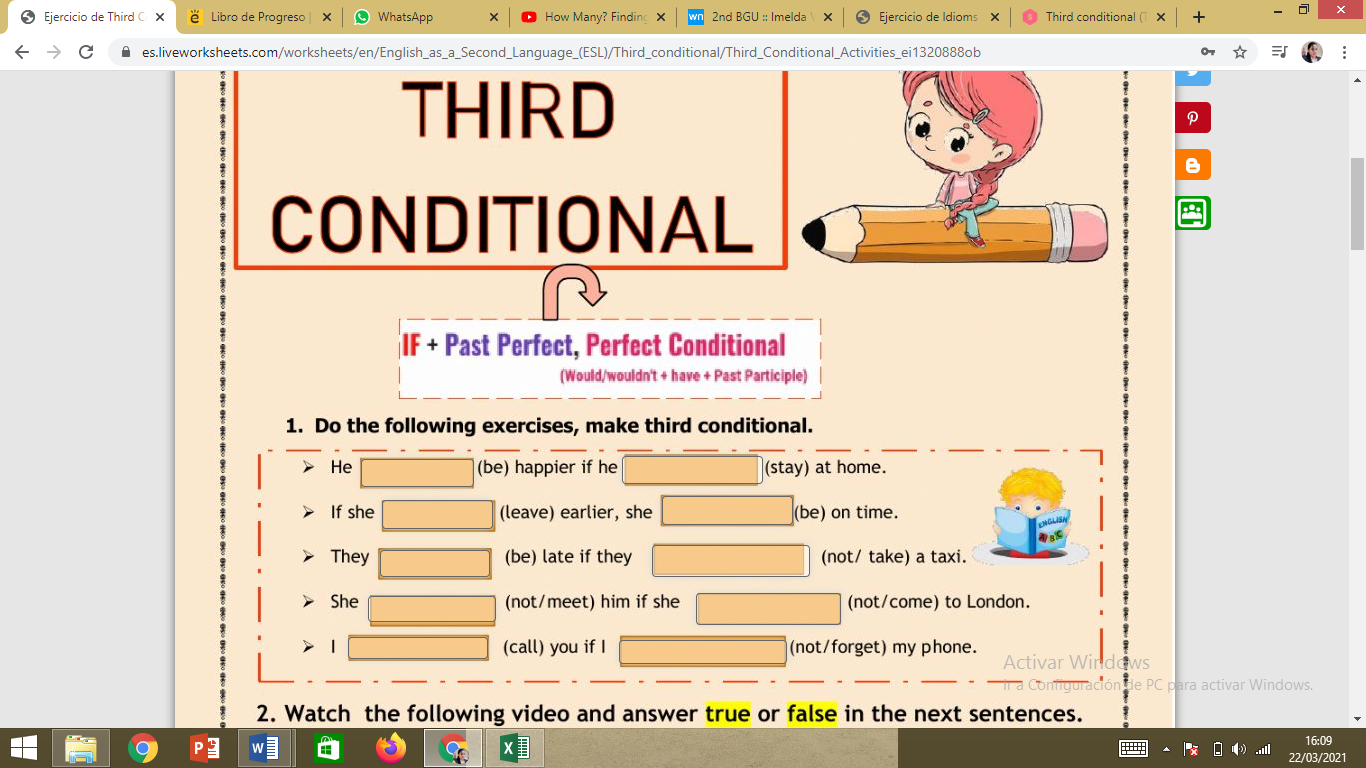 Ejercicio de Third C
Libro de Progreso |
WhatsApp
How Many? Finding
2nd BGU :: Imelda
Ejercicio de Idioms
Third conditional (
es.liveworksheets.com/worksheets/en/English_as_a_Second_Language_(ESL)/Third_conditional/Third_Conditional_Activities_ei1320888ob
THIRD
CONDITIONAL
IF + Past Perfect, Perfect Conditional
(Would/wouldn't + have + Past Participle)
1. Do the following exercises, make third conditional.
He (be) happier if he (stay) at home.
If she (leave) earlier, she (be) on time.
They (be) late if they (not/ take) a taxi.
She (not/meet) him if she (not/come) to London.
I (call) you if I (not/forget) my phone.
ENGLISH
A B C
Activar Windows
Ir a Configuración de PC para activar Windows.
2. Watch the following video and answer true or false in the next sentences.
16:09
22/03/2021